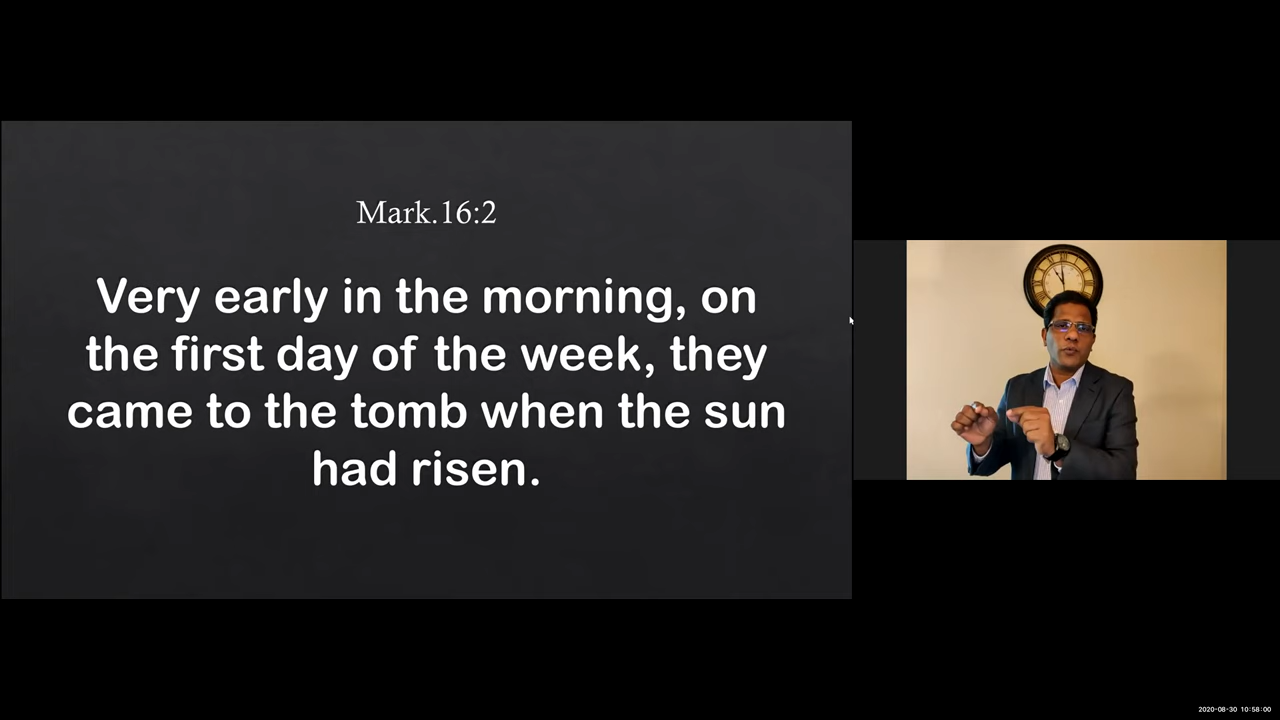 Mark.16:2
Very early in the morning, on
the first day of the week, they
came to the tomb when the sun
had risen.
2020-08-30 10:58:00